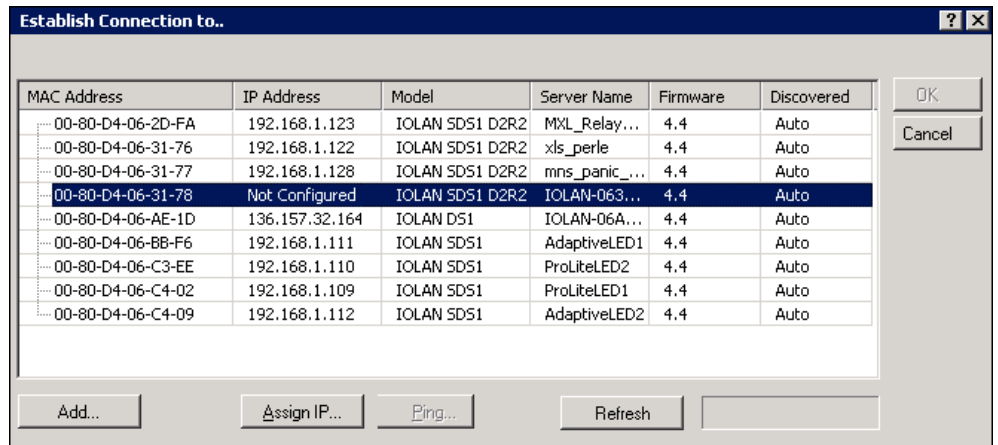 Establish Connection to..
MAC Address IP Address Model Server Name Firmware Discovered
00-80-D4-06-2D-FA 192.168.1.123 IOLAN SDS1 D2R2 MXL_Relay... 4.4 Auto
00-80-D4-06-31-76 192.168.1.122 IOLAN SDS1 D2R2 xls_perle 4.4 Auto
00-80-D4-06-31-77 192.168.1.128 IOLAN SDS1 D2R2 mns_panic_... 4.4 Auto
00-80-D4-06-31-78 Not Configured IOLAN SDS1 D2R2 IOLAN-063... 4.4 Auto
00-80-D4-06-AE-1D 136.157.32.164 IOLAN DS1 IOLAN-06A... 4.4 Auto
00-80-D4-06-BB-F6 192.168.1.111 IOLAN SDS1 AdaptiveLED1 4.4 Auto
00-80-D4-06-C3-EE 192.168.1.110 IOLAN SDS1 ProLiteLED2 4.4 Auto
00-80-D4-06-C4-02 192.168.1.109 IOLAN SDS1 ProLiteLED1 4.4 Auto
00-80-D4-06-C4-09 192.168.1.112 IOLAN SDS1 AdaptiveLED2 4.4 Auto
OK
Cancel
Add... Assign IP... Ping... Refresh